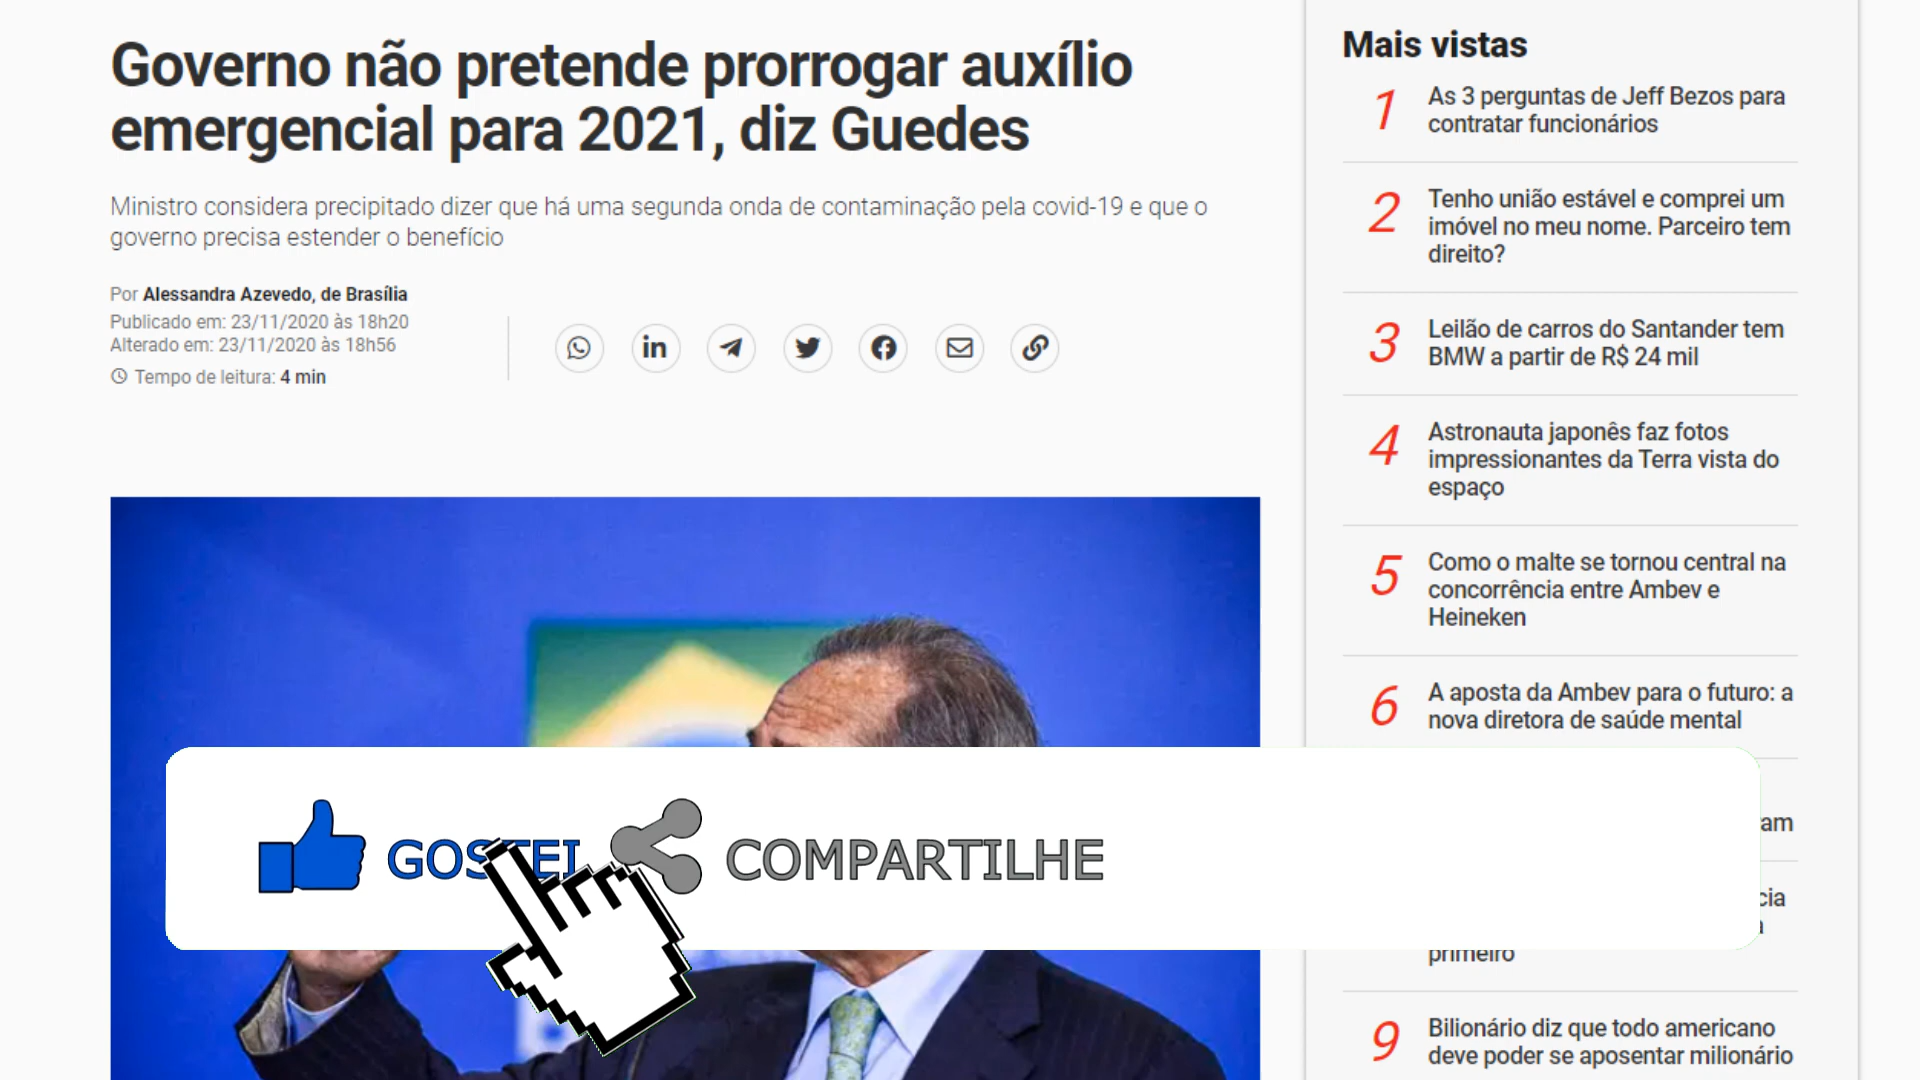 Governo não pretende prorrogar auxílio
emergencial para 2021, diz Guedes
Ministro considera precipitado dizer que há uma segunda onda de contaminação pela covid-19 e que o
governo precisa estender o benefício
Por Alessandra Azevedo, de Brasília
Publicado em: 23/11/2020 às 18h20
Alterado em: 23/11/2020 às 18h56
Tempo de leitura: 4 min
GOSTEI
COMPARTILHE
Mais vistas
1
As 3 perguntas de Jeff Bezos para
contratar funcionários
2
Tenho união estável e comprei um
imóvel no meu nome. Parceiro tem
direito?
3
Leilão de carros do Santander tem
BMW a partir de R$ 24 mil
4
Astronauta japonês faz fotos
impressionantes da Terra vista do
espaço
5
Como o malte se tornou central na
concorrência entre Ambev e
Heineken
6
A aposta da Ambev para o futuro: a
nova diretora de saúde mental
primeiro
9
Bilionário diz que todo americano
deve poder se aposentar milionário